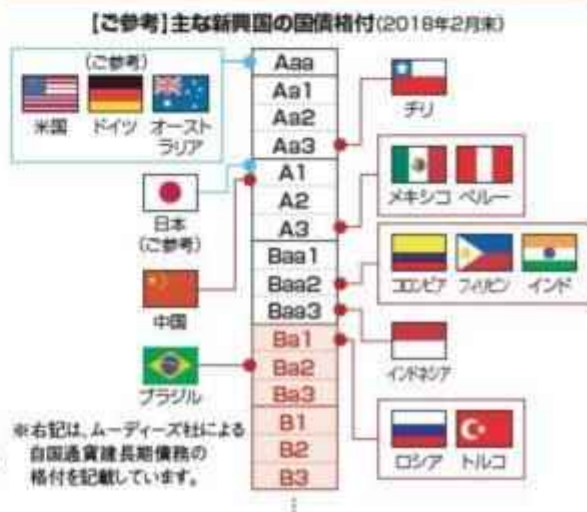 【ご参考】主な新興国の国債格付(2018年2月末)
(ご参考)
米国
ドイツ
オースト
ラリア
日本
(ご参考)
中国
ブラジル
Aaa
Aa1
Aa2
Aa3
A1
A2
A3
Baa1
Baa2
Baa3
Ba1
Ba2
Ba3
B1
B2
B3
チリ
メキシコ
ペルー
コロンビア
フィリピン
インド
インドネシア
ロシア
トルコ
※右記は、ムーディーズ社による
自国通貨建長期債務の
格付を記載しています。